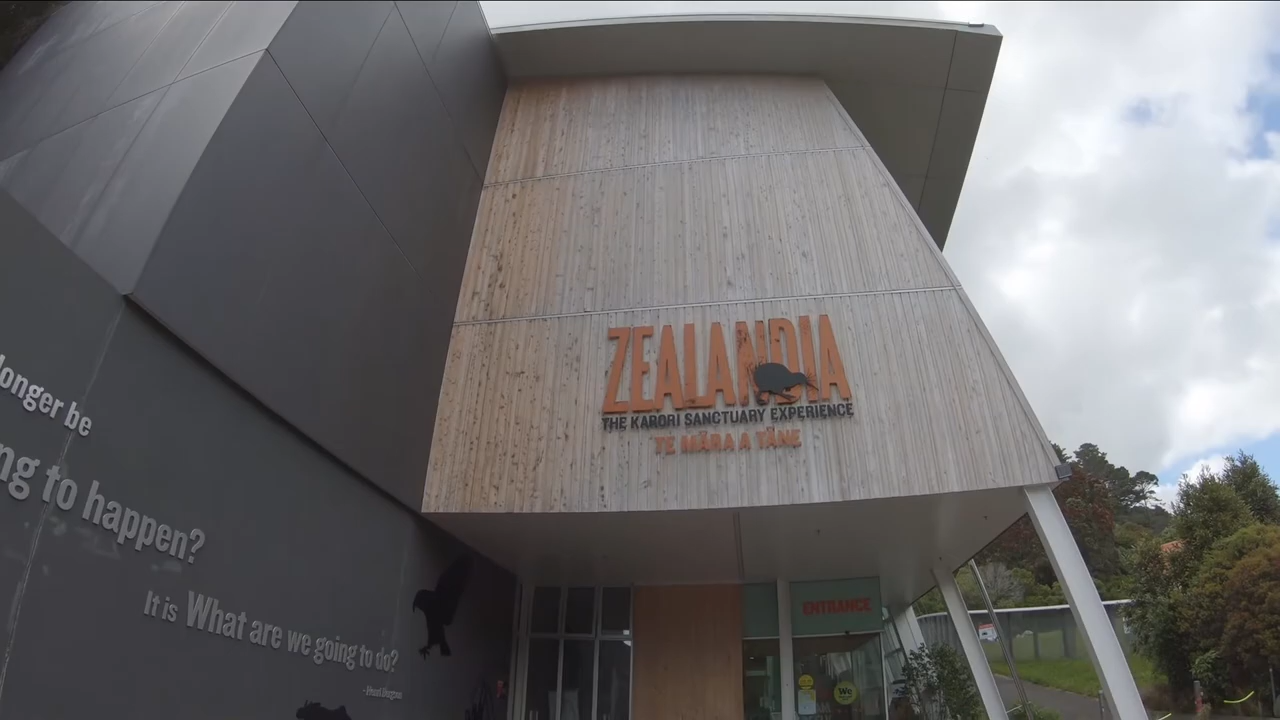 longer be
ng to happen?
It is What are we going to do?
ZEALANDIA
THE KARORI SANCTUARY EXPERIENCE
TE MĀRA A TĀNE
ENTRANCE
We